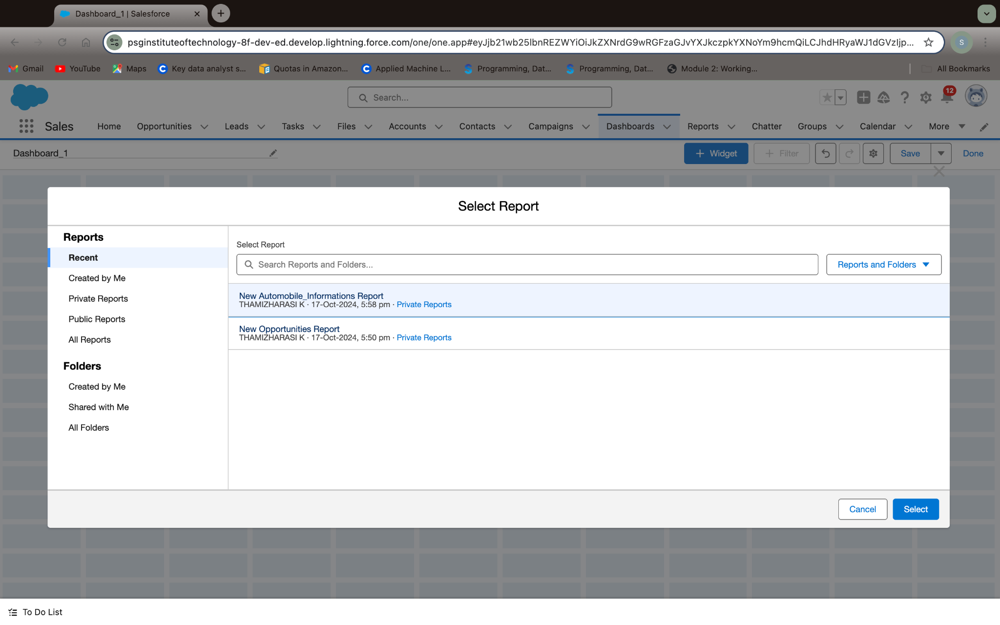 Dashboard_1 | Salesforce
psginstituteoftechnology-8f-dev-ed.develop.lightning.force.com/one/one.app#eyJjb21wb25lbnREZWYiOiJkZXNrdG9wRGFzaGJvYXJkczpkYXNoYm9hcmQiLCJhdHRyaWJ1dGVzIjp...
S
Gmail YouTube Maps Key data analyst s... Quotas in Amazon... Applied Machine L... Programming, Dat... Programming, Dat... Module 2: Working... All Bookmarks
Search...
12
Sales Home Opportunities Leads Tasks Files Accounts Contacts Campaigns Dashboards Reports Chatter Groups Calendar More
Dashboard_1
+ Widget + Filter Save Done
Select Report
Reports
Recent
Created by Me
Private Reports
Public Reports
All Reports
Folders
Created by Me
Shared with Me
All Folders
Select Report
Search Reports and Folders...
Reports and Folders
New Automobile_Informations Report
THAMIZHARASI K · 17-Oct-2024, 5:58 pm · Private Reports
New Opportunities Report
THAMIZHARASI K · 17-Oct-2024, 5:50 pm · Private Reports
Cancel Select
To Do List